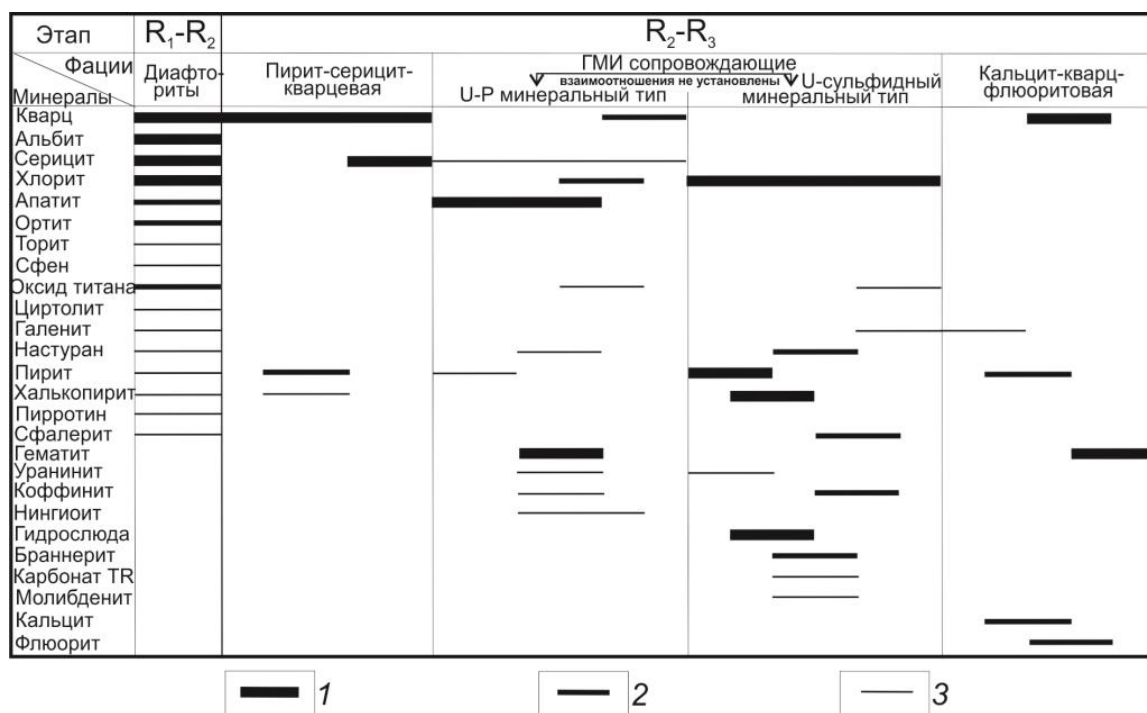 Этап R₁-R₂ R₂-R₃
Фации
Минералы
Диафто-
риты
Пирит-серицит-
кварцевая
ГМИ сопровождающие
взаимоотношения не установлены
U-P минеральный тип
U-сульфидный
минеральный тип
Кальцит-кварц-
флюоритовая
Кварц
Альбит
Серицит
Хлорит
Апатит
Ортит
Торит
Сфен
Оксид титана
Циртолит
Галенит
Настуран
Пирит
Халькопирит
Пирротин
Сфалерит
Гематит
Уранинит
Коффинит
Нингиоит
Гидрослюда
Браннерит
Карбонат TR
Молибденит
Кальцит
Флюорит
1 2 3